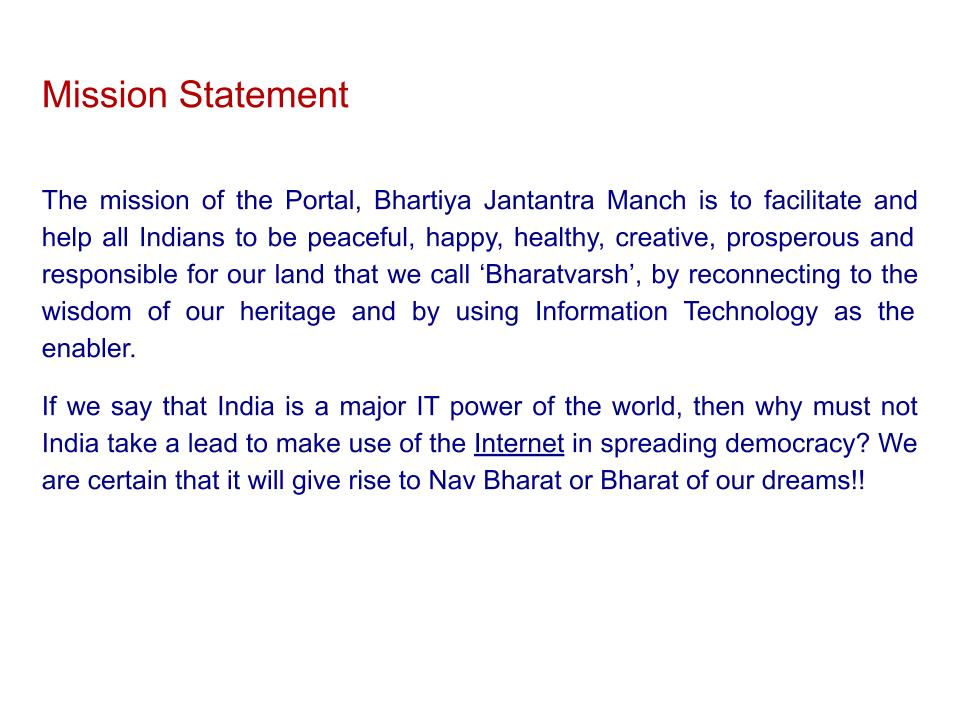 Mission Statement
The mission of the Portal, Bhartiya Jantantra Manch is to facilitate and
help all Indians to be peaceful, happy, healthy, creative, prosperous and
responsible for our land that we call ‘Bharatvarsh’, by reconnecting to the
wisdom of our heritage and by using Information Technology as the
enabler.
If we say that India is a major IT power of the world, then why must not
India take a lead to make use of the Internet in spreading democracy? We
are certain that it will give rise to Nav Bharat or Bharat of our dreams!!